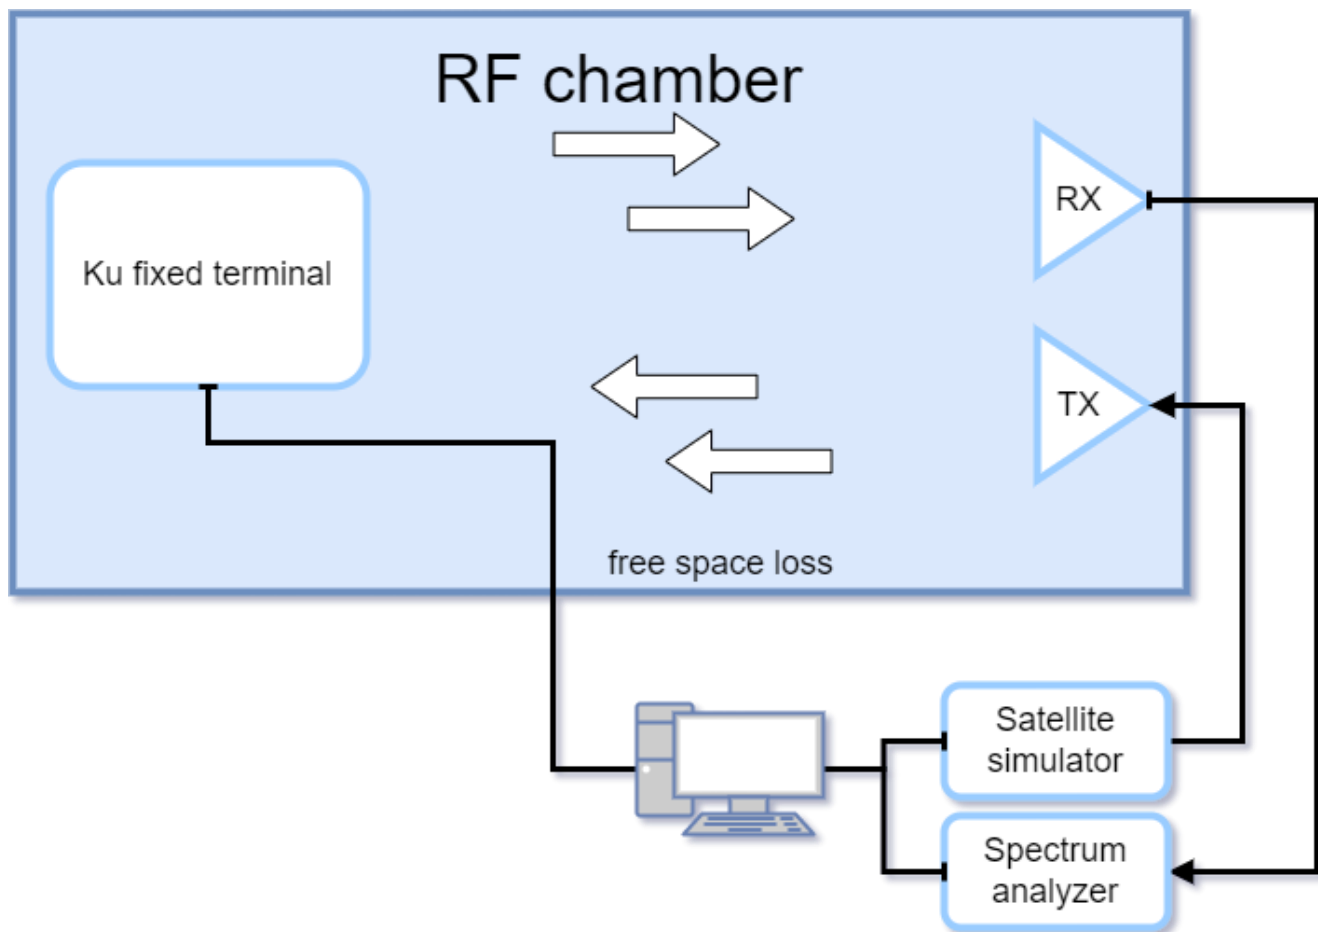 RF chamber
Ku fixed terminal
RX
TX
free space loss
Satellite
simulator
Spectrum
analyzer